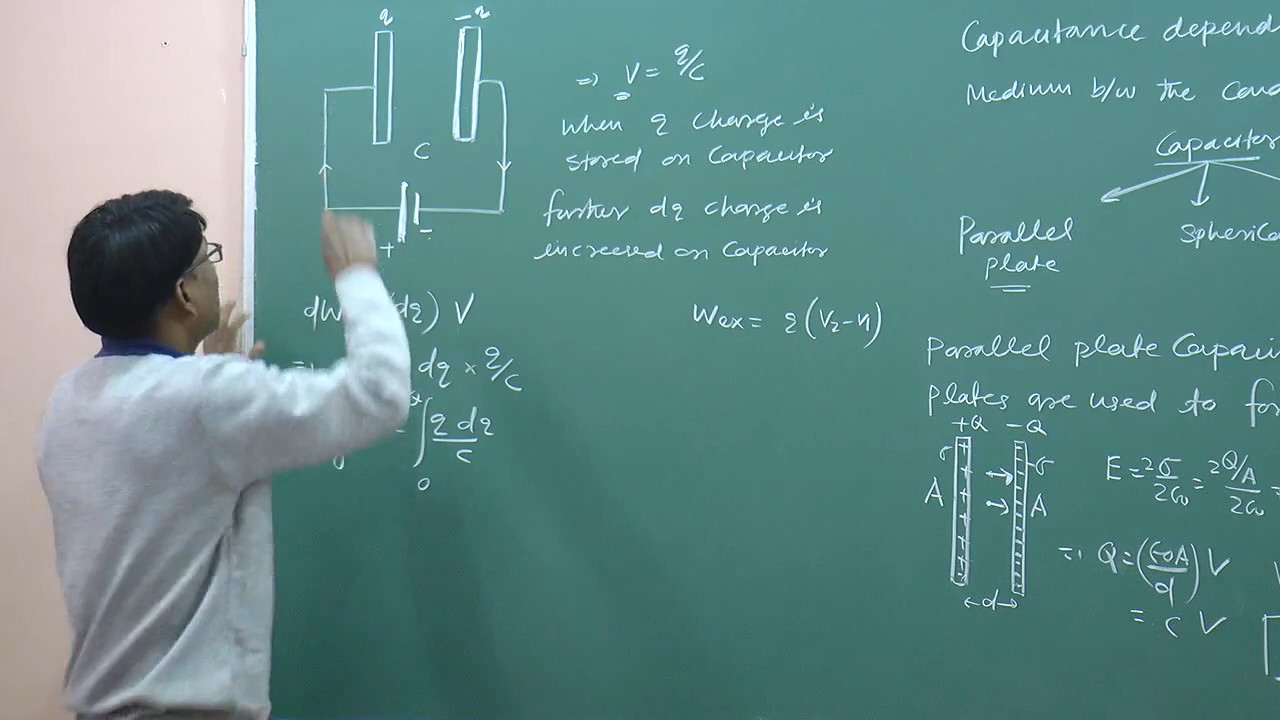 q
-q
⇒ V = q/C
When q charge is
stored on Capacitor
C
further dq charge is
increased on Capacitor
+
-
dW
dq) V
Wex = q(V2-V1)
dq × q/C
Q
= ∫ q dq
C
0
0
Capacitance depend
Medium b/w the Con
Capacitor
Parallel
plate
Spherica
Parallel plate Capaci
plates are used to fo
+Q -Q
σ
-σ
A
A
d
E = 2σ/2ε0 = 2Q/A/2ε0 =
⇒ Q = (ε0A/d) V
= C V